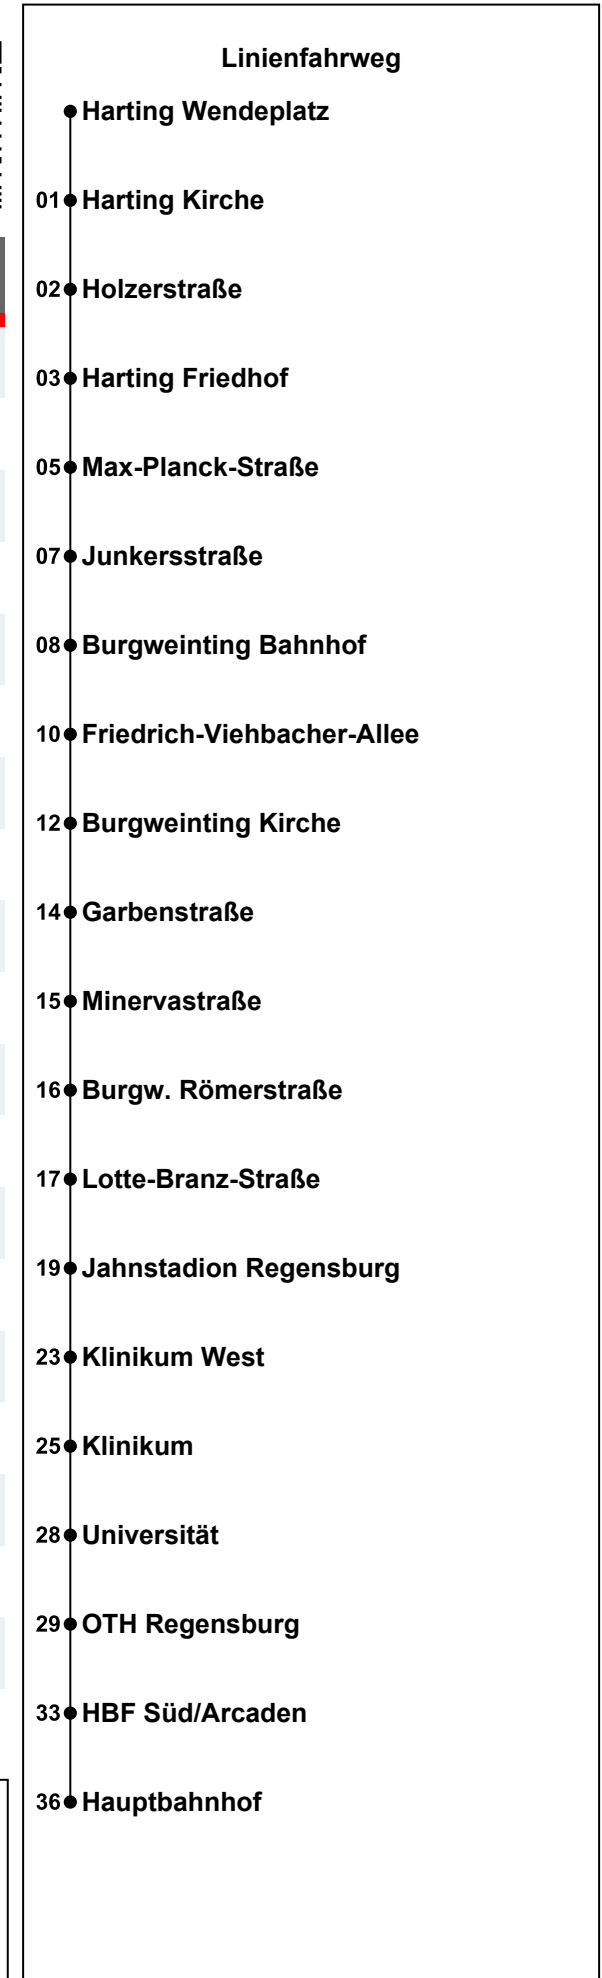 Linienfahrweg
Harting Wendeplatz
01 Harting Kirche
02 Holzerstraße
03 Harting Friedhof
05 Max-Planck-Straße
07 Junkersstraße
08 Burgweinting Bahnhof
10 Friedrich-Viehbacher-Allee
12 Burgweinting Kirche
14 Garbenstraße
15 Minervastraße
16 Burgw. Römerstraße
17 Lotte-Branz-Straße
19 Jahnstadion Regensburg
23 Klinikum West
25 Klinikum
28 Universität
29 OTH Regensburg
33 HBF Süd/Arcaden
36 Hauptbahnhof